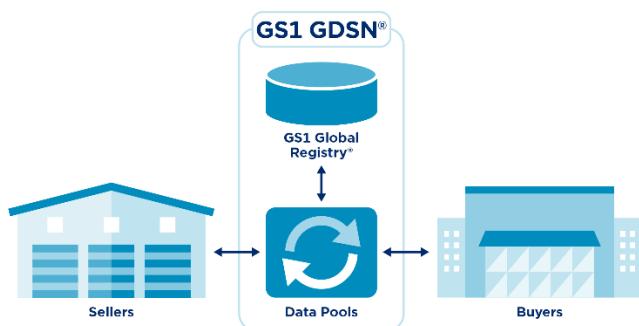 GS1 GDSN®
GS1 Global
Registry®
Sellers
Data Pools
Buyers